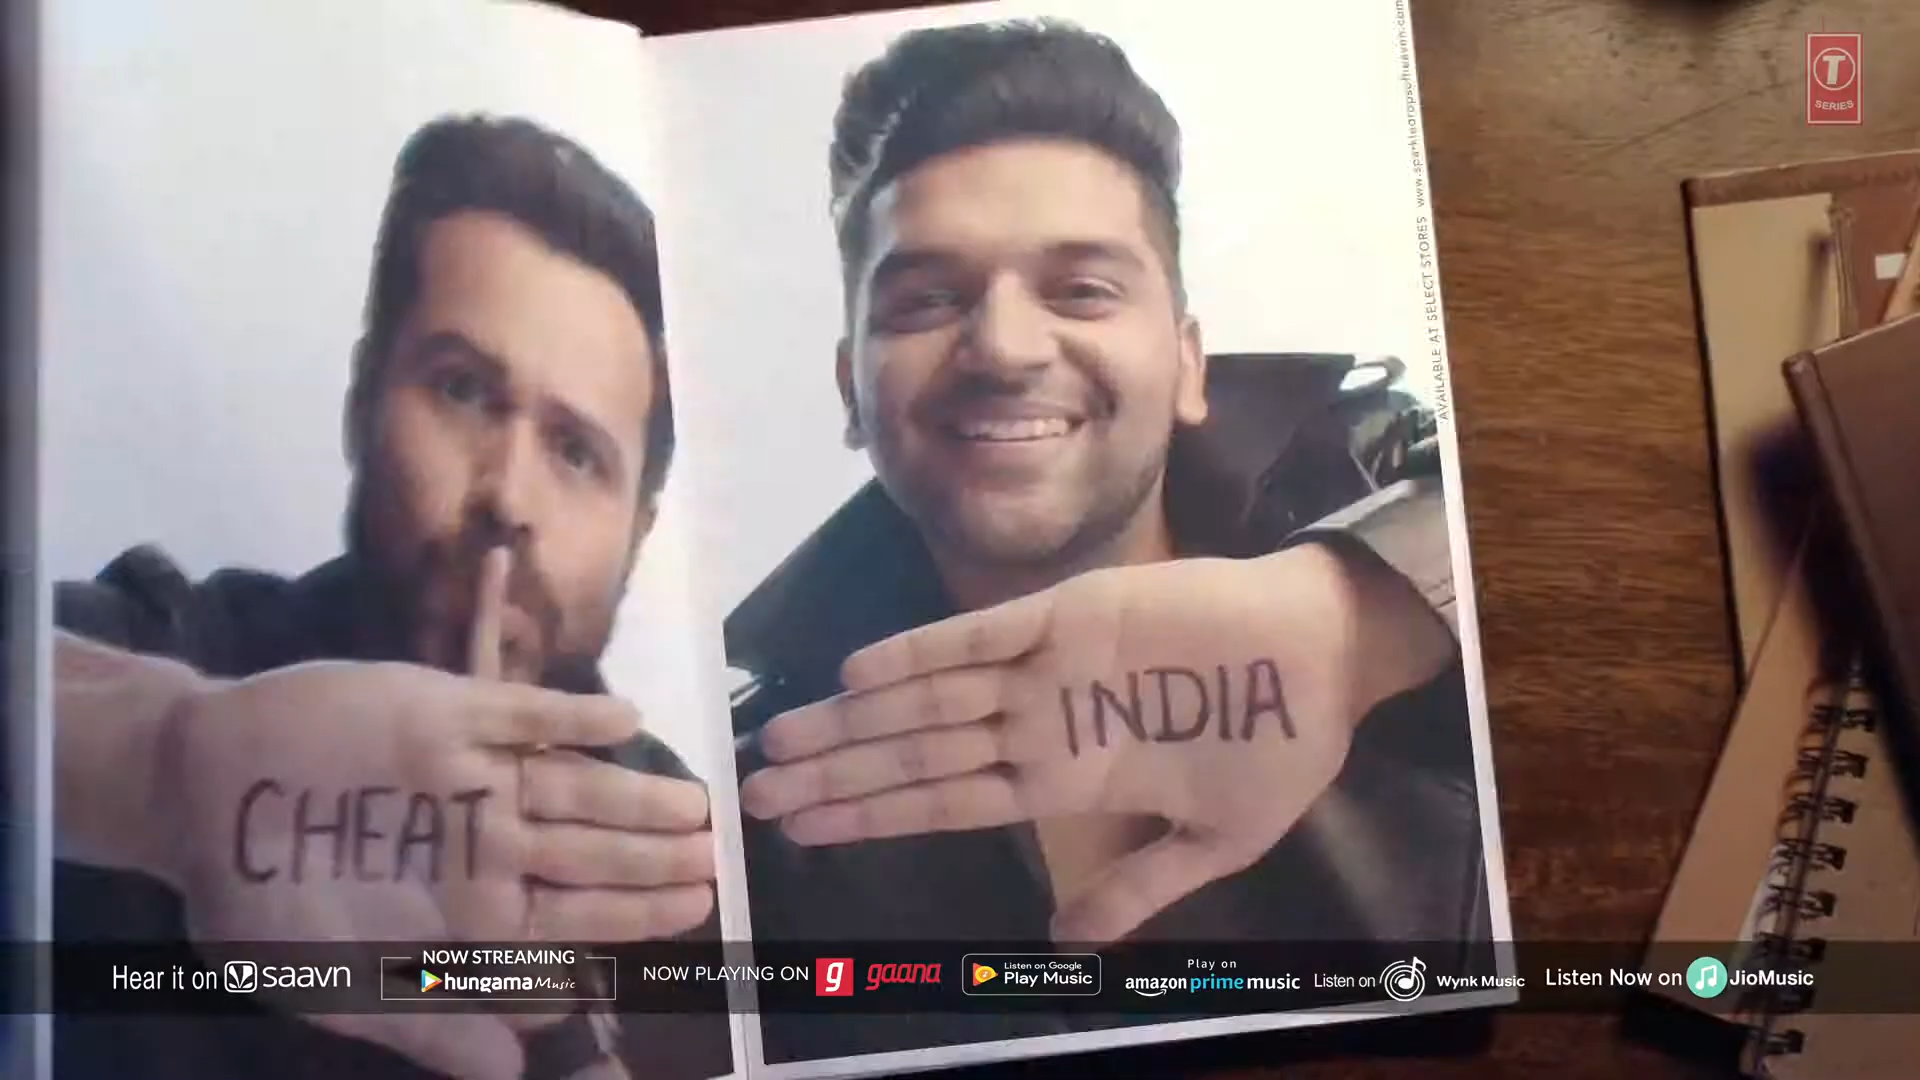 T
SERIES
AVAILABLE AT SELECT STORES www.sparkledropsofheaven.com
CHEAT
INDIA
Hear it on saavn
NOW STREAMING
hungama Music
NOW PLAYING ON g gaana
Listen on Google
Play Music
Play on
amazon prime music
Listen on Wynk Music
Listen Now on JioMusic